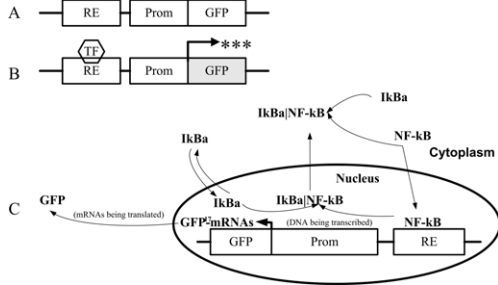 A RE Prom GFP
TF
*** 
B RE Prom GFP
IkBa
IkBa|NF-kB
NF-kB
IkBa
Cytoplasm
Nucleus
GFP
IkBa
IkBa|NF-kB
C (mRNAs being translated)
GFP-mRNAs
(DNA being transcribed)
NF-kB
GFP Prom RE